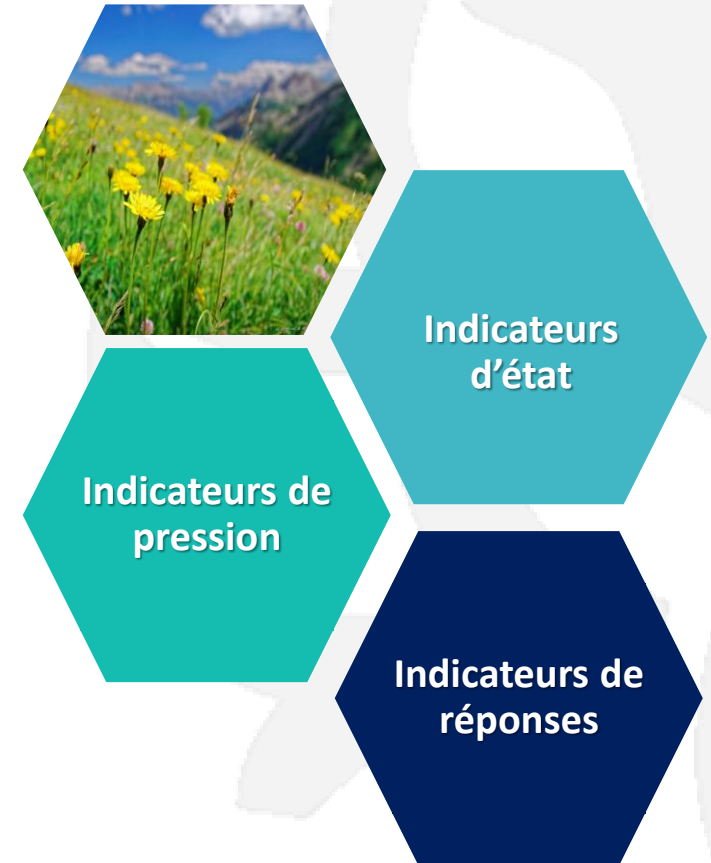 Indicateurs
d’état
Indicateurs de
pression
Indicateurs de
réponses